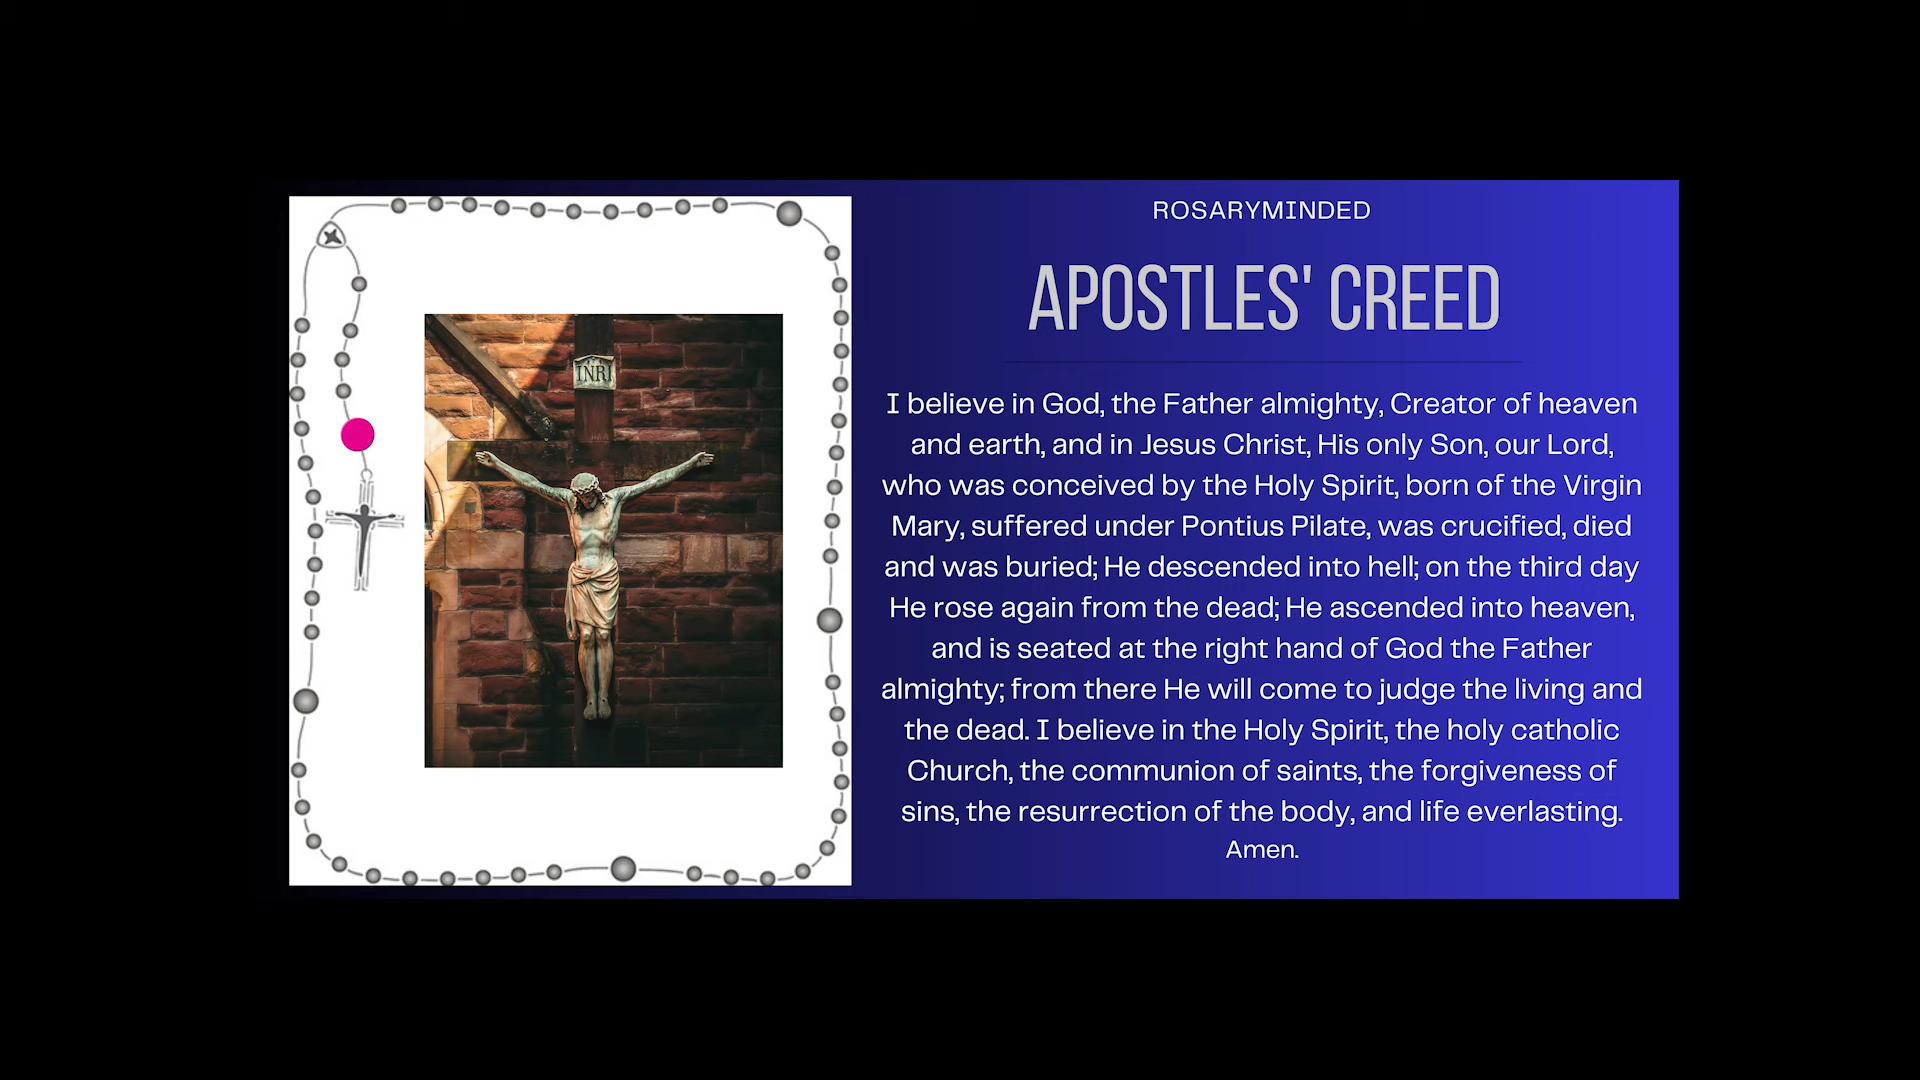 ROSARYMINDED
APOSTLES' CREED
INRI
I believe in God, the Father almighty, Creator of heaven
and earth, and in Jesus Christ, His only Son, our Lord,
who was conceived by the Holy Spirit, born of the Virgin
Mary, suffered under Pontius Pilate, was crucified, died
and was buried; He descended into hell; on the third day
He rose again from the dead; He ascended into heaven,
and is seated at the right hand of God the Father
almighty; from there He will come to judge the living and
the dead. I believe in the Holy Spirit, the holy catholic
Church, the communion of saints, the forgiveness of
sins, the resurrection of the body, and life everlasting.
Amen.